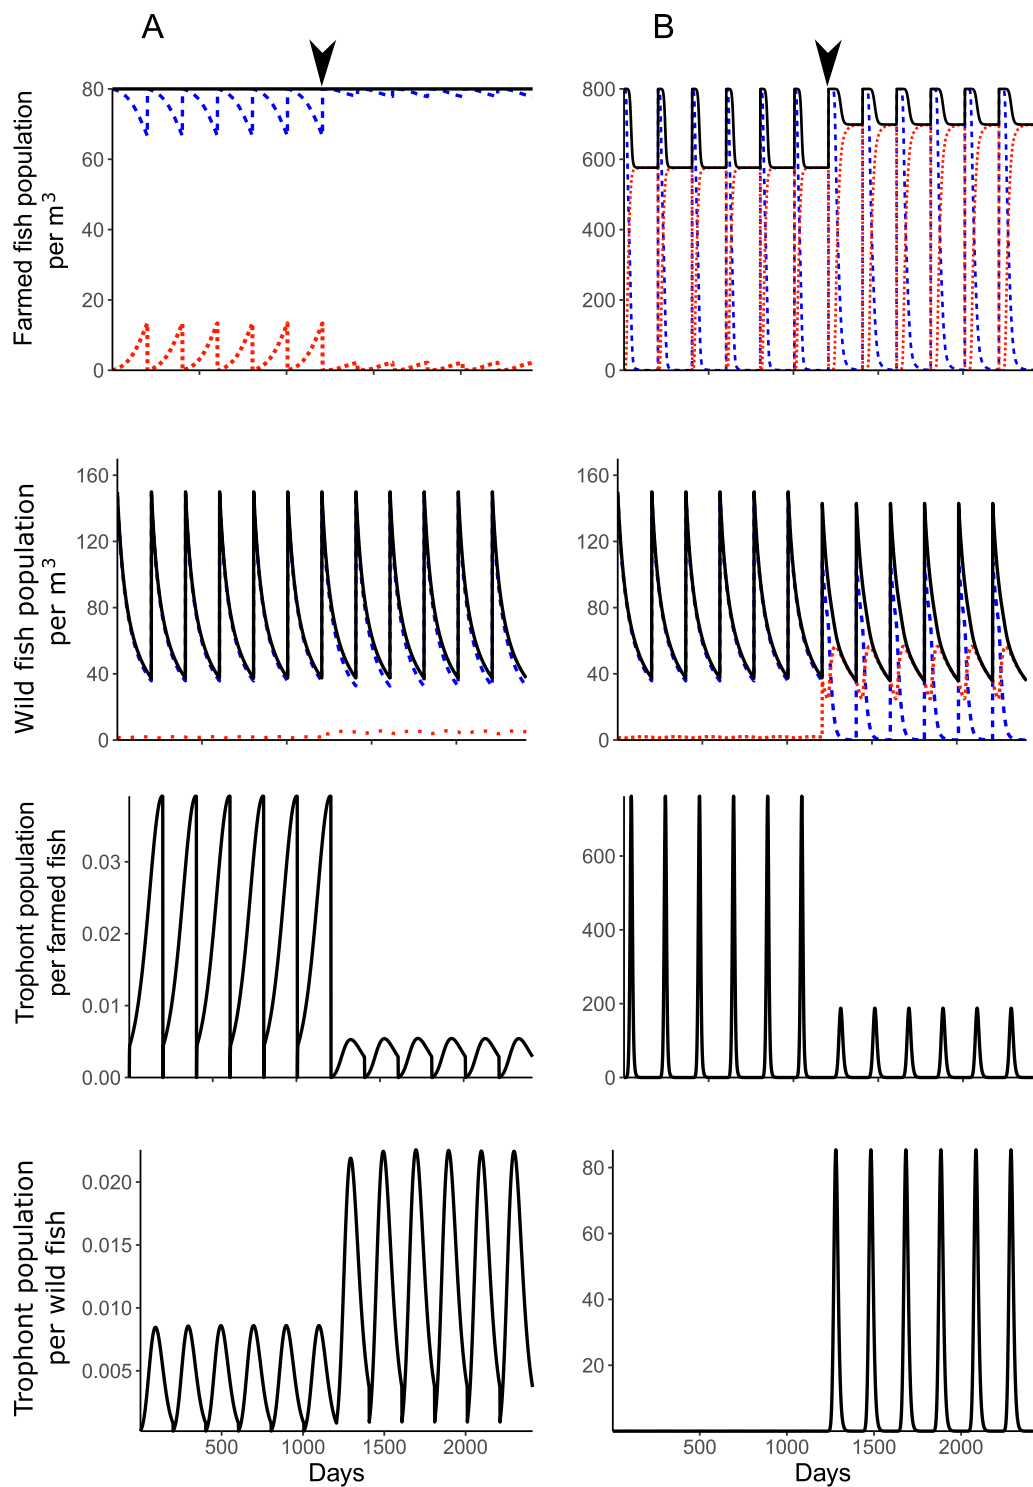 A
B
Farmed fish population
per m3
80
60
40
20
0
800
600
400
200
0
Wild fish population
per m3
160
120
80
40
0
160
120
80
40
0
Trophont population
per farmed fish
0.03
0.02
0.01
0.00
600
400
200
0
Trophont population
per wild fish
0.020
0.015
0.010
0.005
80
60
40
20
500 1000 1500 2000
Days
500 1000 1500 2000
Days